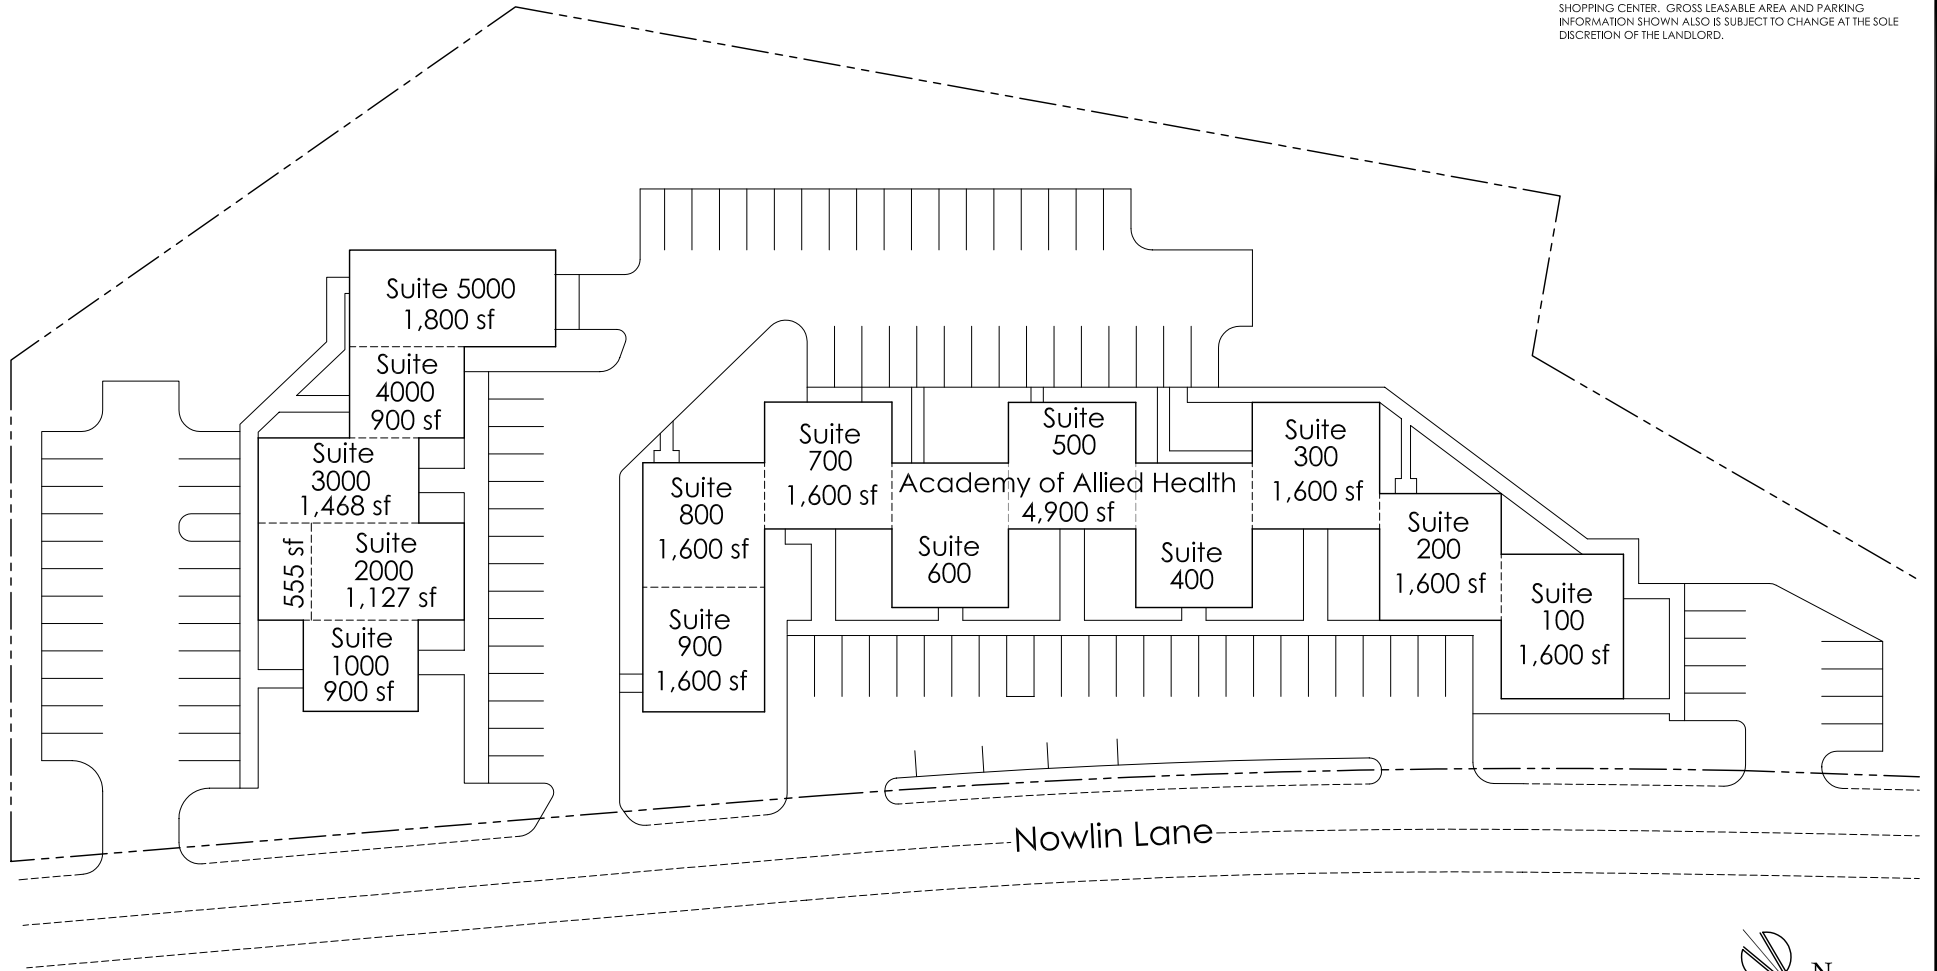 SHOPPING CENTER. GROSS LEASABLE AREA AND PARKING
INFORMATION SHOWN ALSO IS SUBJECT TO CHANGE AT THE SOLE
DISCRETION OF THE LANDLORD.
Suite 5000
1,800 sf
Suite
4000
900 sf
Suite
3000
1,468 sf
555 sf
Suite
2000
1,127 sf
Suite
1000
900 sf
Suite
800
1,600 sf
Suite
900
1,600 sf
Suite
700
1,600 sf
Suite
500
Academy of Allied Health
4,900 sf
Suite
600
Suite
400
Suite
300
1,600 sf
Suite
200
1,600 sf
Suite
100
1,600 sf
Nowlin Lane
N